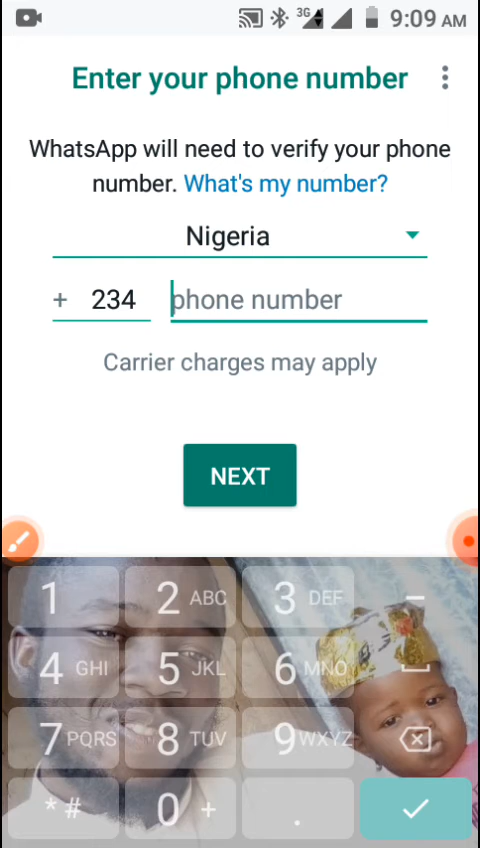 3G 9:09 AM
Enter your phone number
WhatsApp will need to verify your phone
number. What's my number?
Nigeria
+ 234 phone number
Carrier charges may apply
NEXT
1 2 ABC 3 DEF –
4 GHI 5 JKL 6 MNO
7 PQRS 8 TUV 9 WXYZ
* # 0 + .